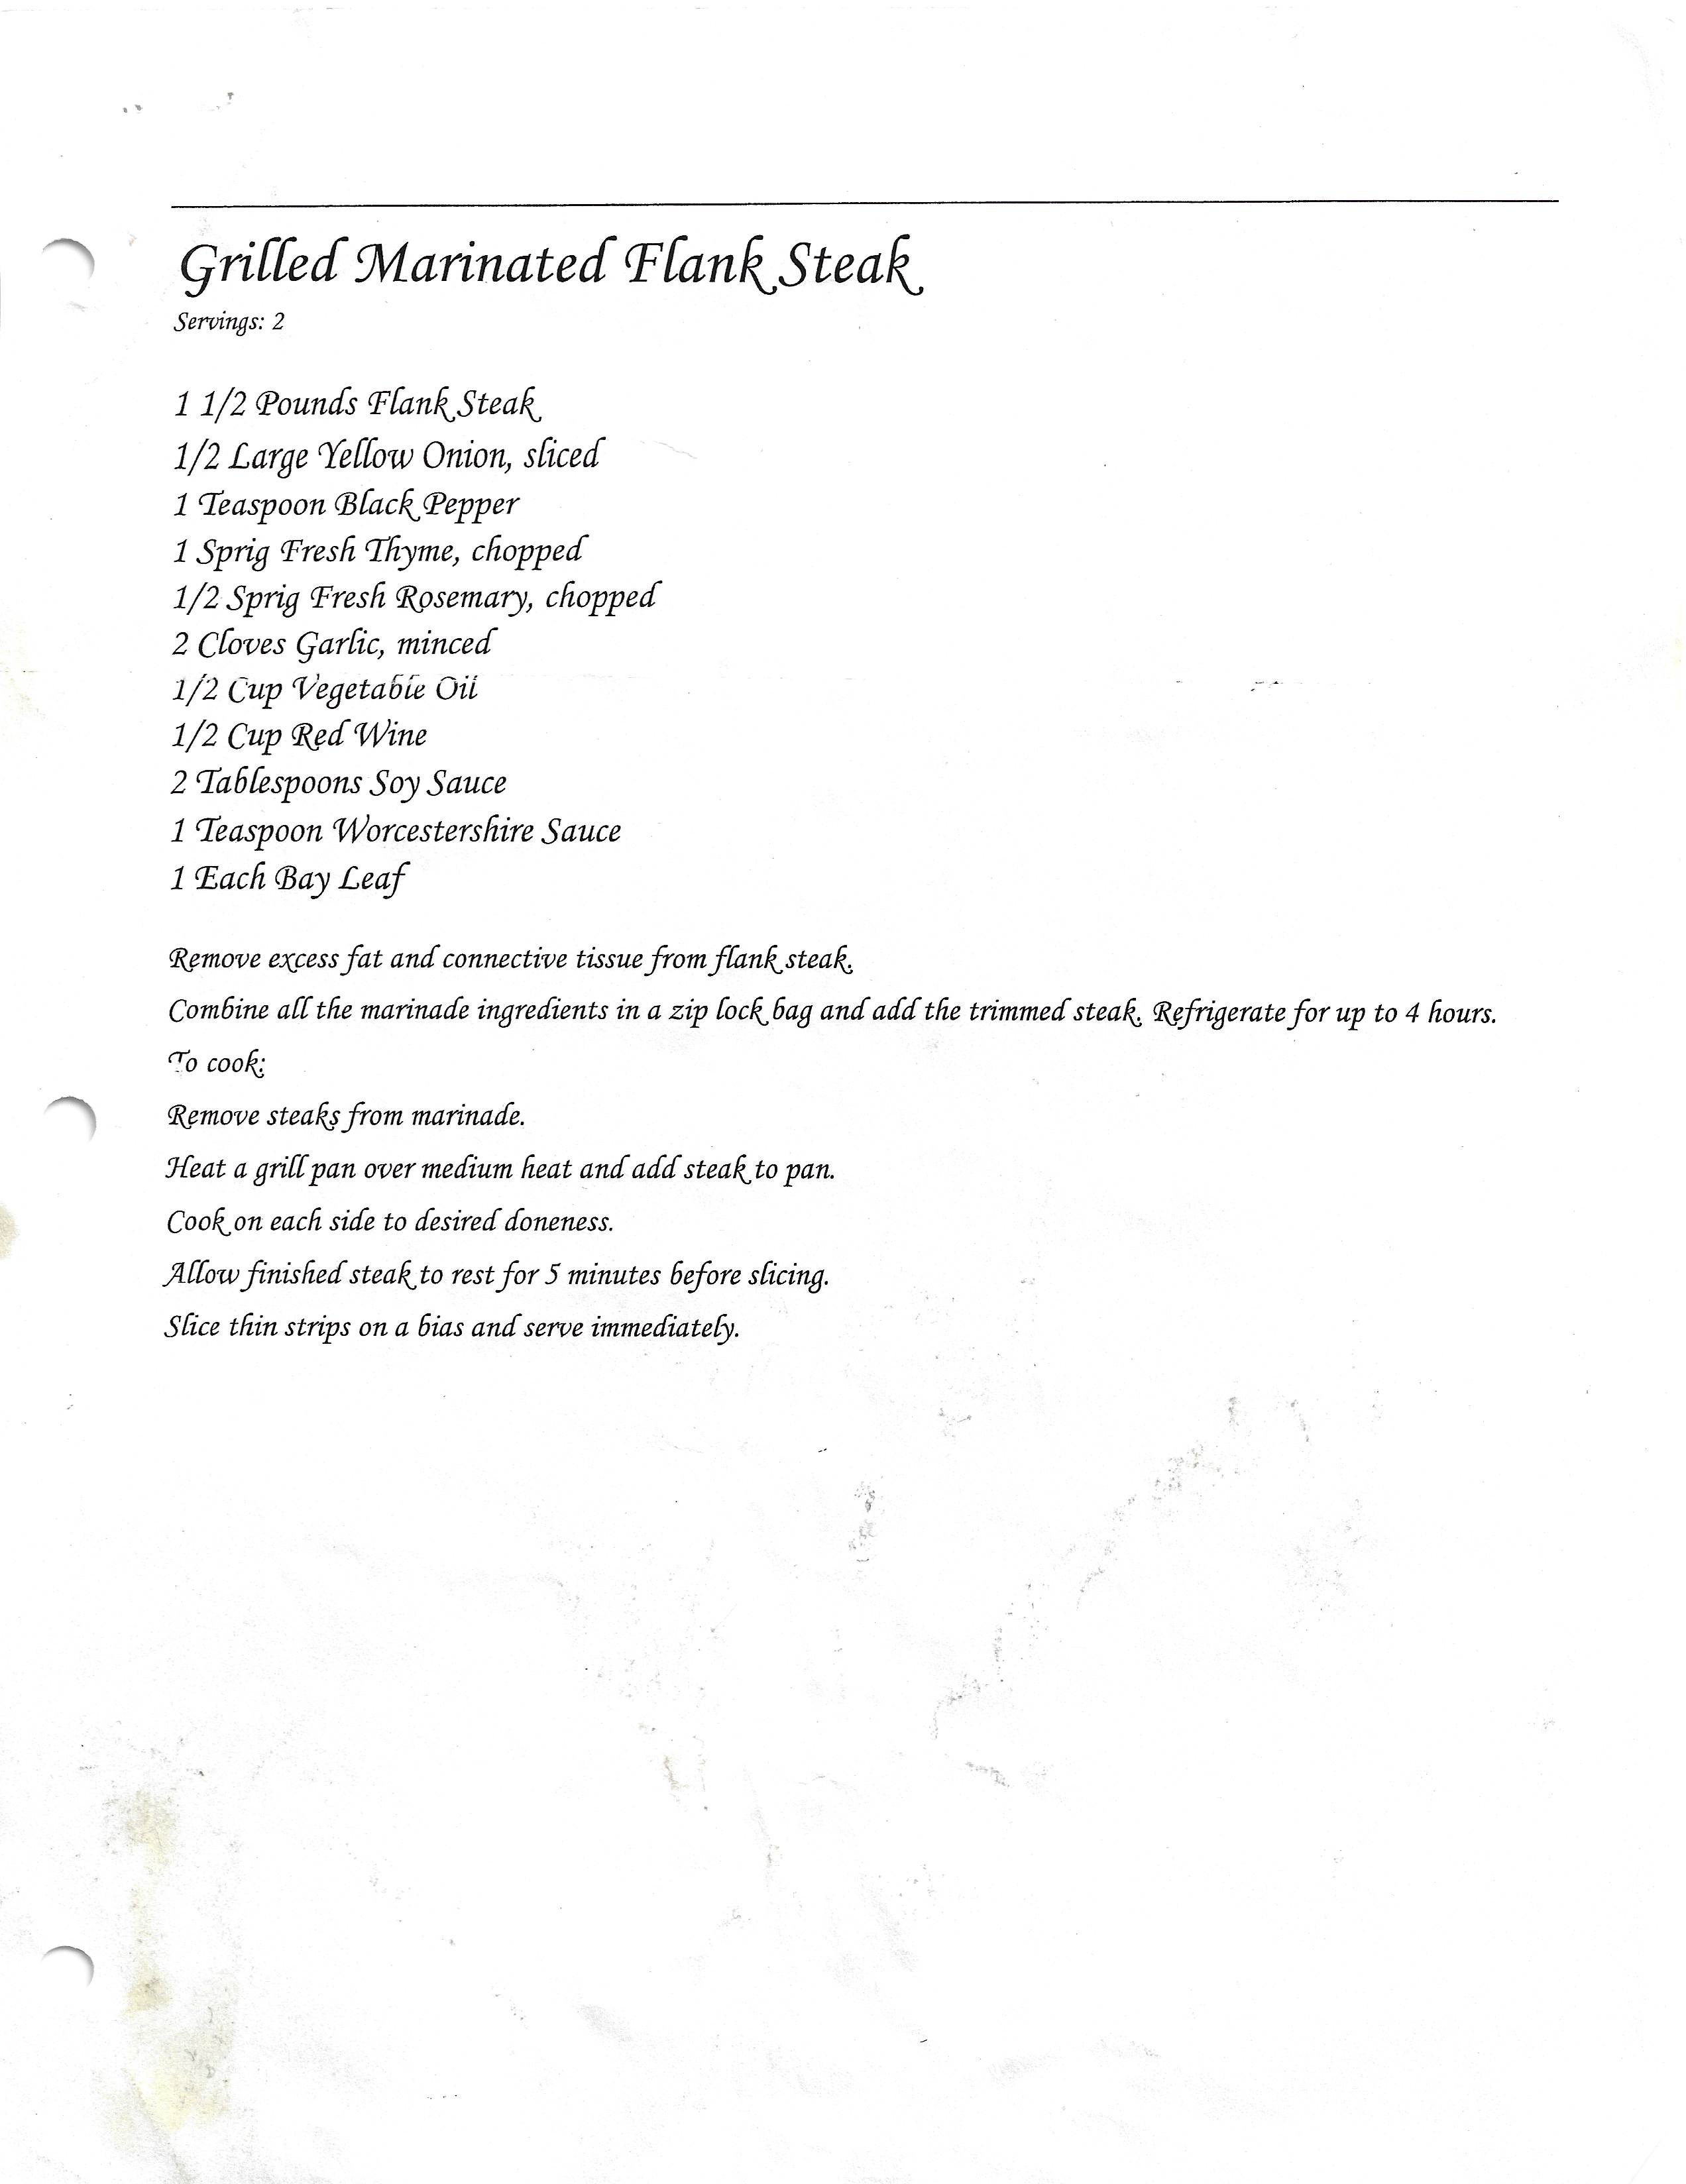 Grilled Marinated Flank Steak
Servings: 2
1 1/2 Pounds Flank Steak
1/2 Large Yellow Onion, sliced
1 Teaspoon Black Pepper
1 Sprig Fresh Thyme, chopped
1/2 Sprig Fresh Rosemary, chopped
2 Cloves Garlic, minced
1/2 Cup Vegetable Oil
1/2 Cup Red Wine
2 Tablespoons Soy Sauce
1 Teaspoon Worcestershire Sauce
1 Each Bay Leaf
Remove excess fat and connective tissue from flank steak.
Combine all the marinade ingredients in a zip lock bag and add the trimmed steak. Refrigerate for up to 4 hours.
To cook:
Remove steaks from marinade.
Heat a grill pan over medium heat and add steak to pan.
Cook on each side to desired doneness.
Allow finished steak to rest for 5 minutes before slicing.
Slice thin strips on a bias and serve immediately.